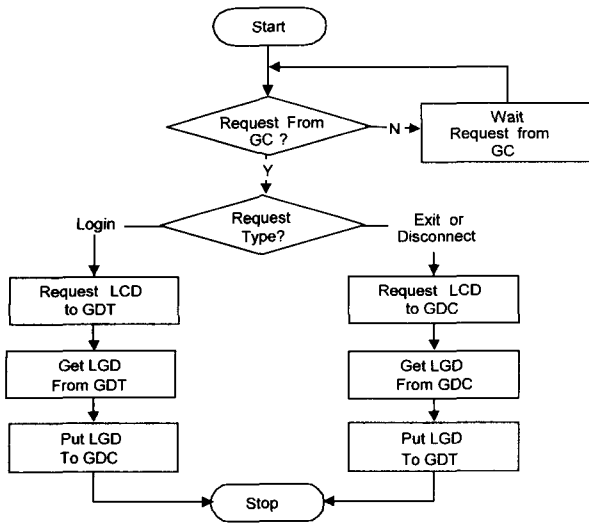 Start
Request From
GC ?
N
Wait
Request from
GC
Y
Request
Type?
Login
Exit or
Disconnect
Request LCD
to GDT
Request LCD
to GDC
Get LGD
From GDT
Get LGD
From GDC
Put LGD
To GDC
Put LGD
To GDT
Stop